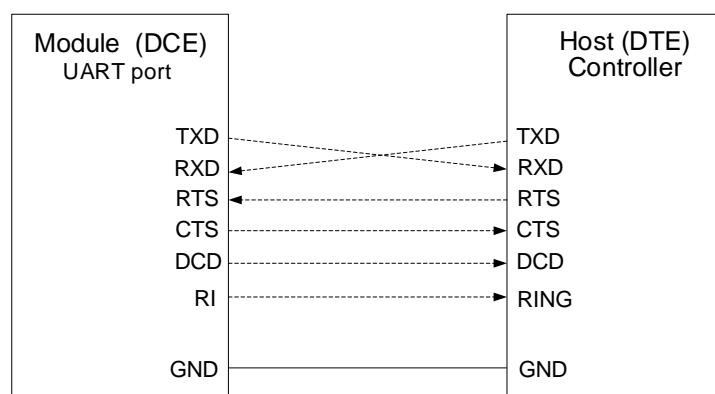 Module (DCE)
UART port
TXD
RXD
RTS
CTS
DCD
RI
GND
Host (DTE)
Controller
TXD
RXD
RTS
CTS
DCD
RING
GND